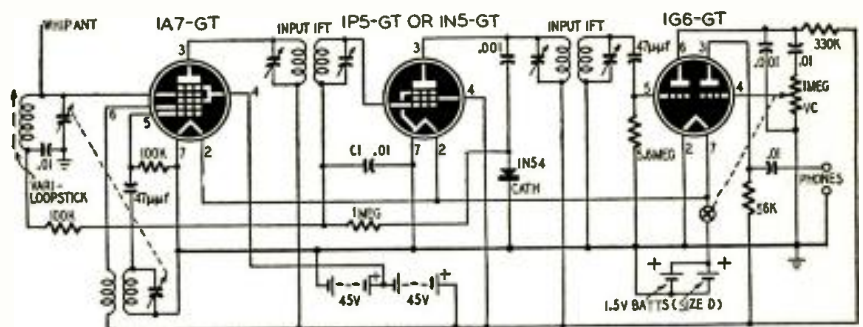 1A7-GT
1P5-GT OR 1N5-GT
1G6-GT
WHIP ANT
INPUT IFT
INPUT IFT
330K
3
3
6 3
.001
47μμf
.001
.01
4
4
5
4
1MEG
VC
6
5
7
2
7
2
2
7
.01
100K
C1 .01
1N54
CATH
5.6MEG
.01
PHONES
VARI-
LOOPSTICK
47μμf
100K
1MEG
56K
45V
45V
+
+
+
+
1.5V BATTS (SIZE D)